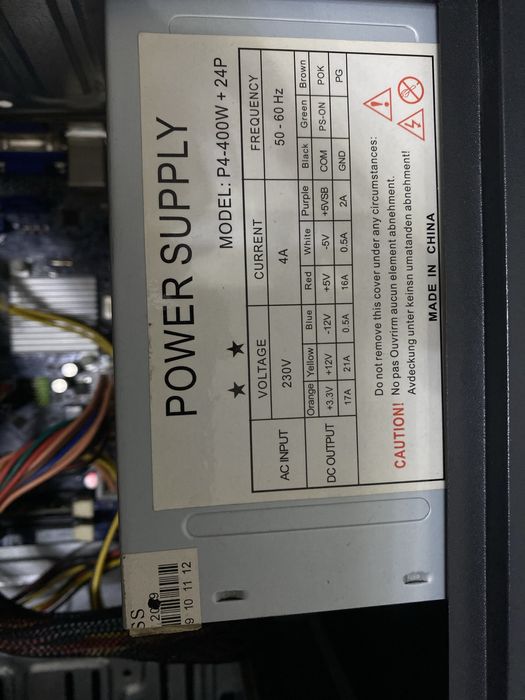 POWER SUPPLY
MODEL: P4-400W + 24P
★ ★
AC INPUT VOLTAGE CURRENT FREQUENCY
230V 4A 50 - 60 Hz
DC OUTPUT Orange Yellow Blue Red White Purple Black Green Brown
+3.3V +12V -12V +5V -5V +5VSB COM PS-ON POK
17A 21A 0.5A 16A 0.5A 2A GND PG
Do not remove this cover under any circumstances:
CAUTION! No pas Ouvrirm aucun element abnehment.
Avdeckung unter keinsn umatanden abnehment!
MADE IN CHINA
SS
9 10 11 12